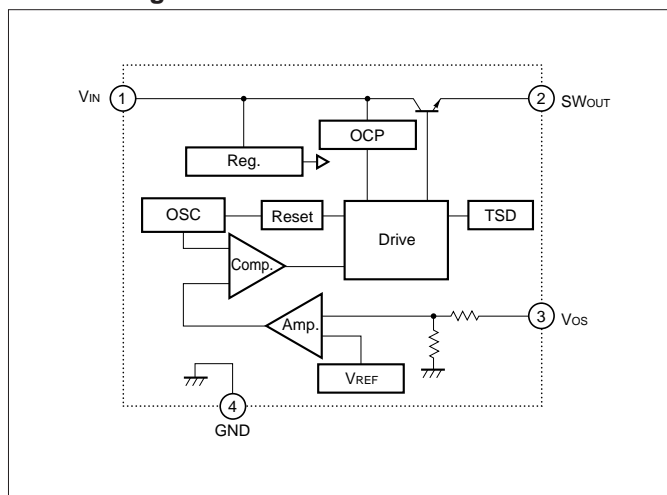 VIN
1
2
SWOUT
OCP
Reg.
OSC
Reset
Drive
TSD
Comp.
Amp.
3
VOS
VREF
4
GND